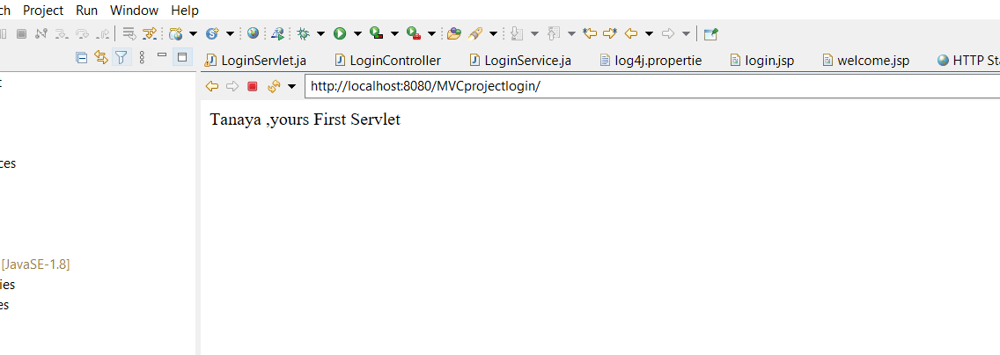 ch Project Run Window Help
LoginServlet.ja LoginController LoginService.ja log4j.propertie login.jsp welcome.jsp HTTP Sta
t
http://localhost:8080/MVCprojectlogin/
Tanaya ,yours First Servlet
ces
[JavaSE-1.8]
ies
es